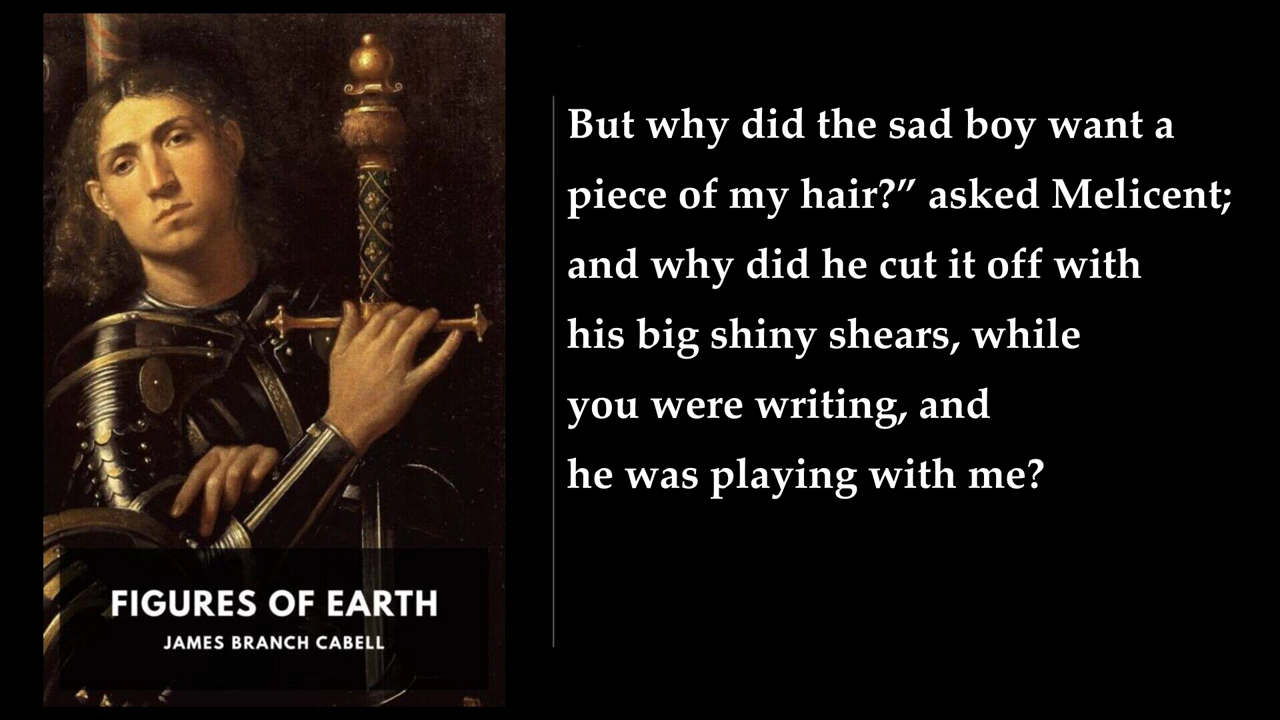 But why did the sad boy want a
piece of my hair?” asked Melicent;
and why did he cut it off with
his big shiny shears, while
you were writing, and
he was playing with me?
FIGURES OF EARTH
JAMES BRANCH CABELL